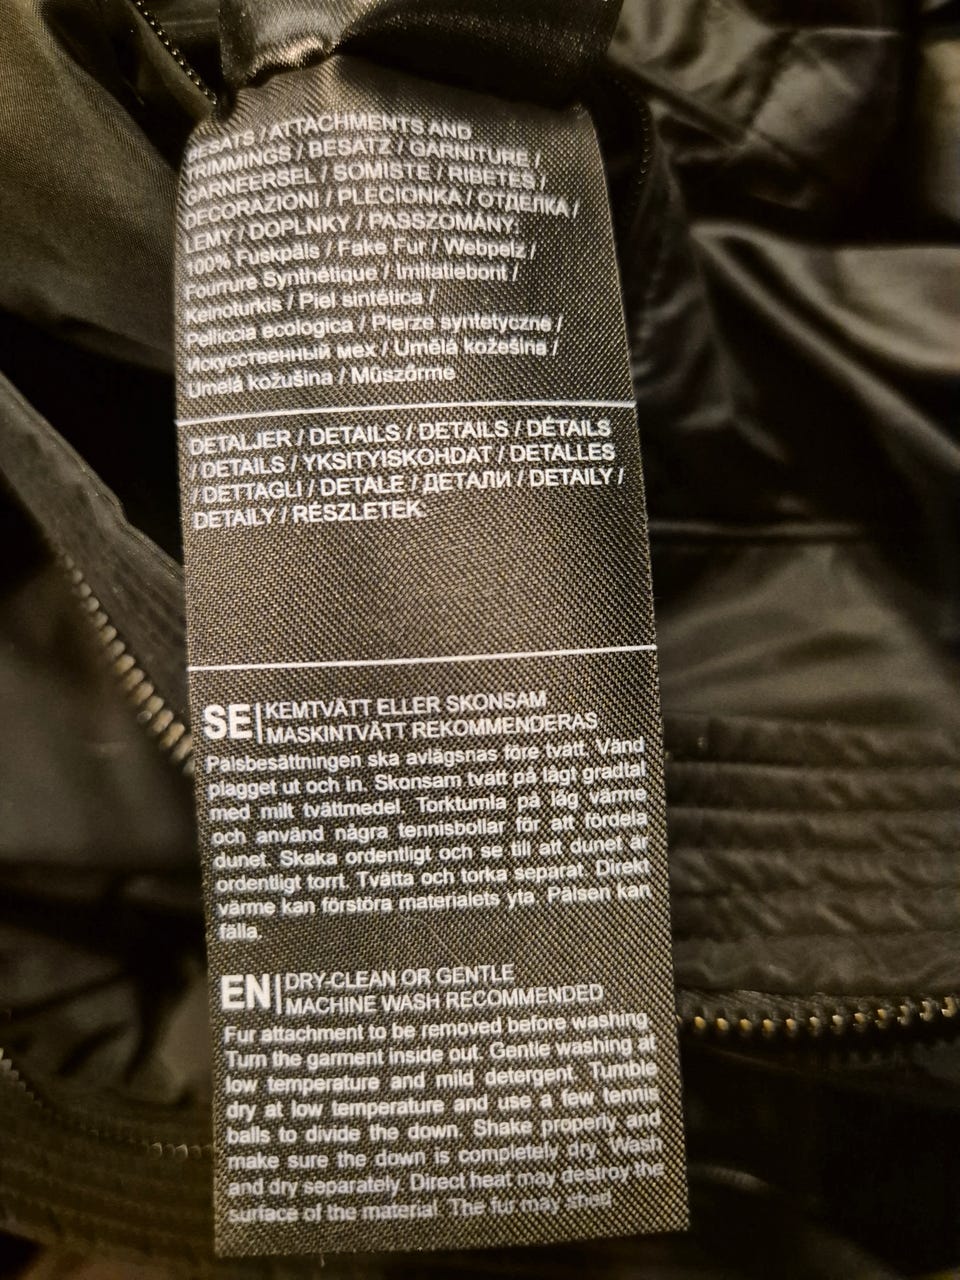 BESATS / ATTACHMENTS AND
TRIMMINGS / BESATZ / GARNITURE /
GARNEERSEL / SOMISTE / RIBETES /
DECORAZIONI / PLECIONKA / ОТДЕЛКА /
LEMY / DOPLNKY / PASSZOMÁNY:
100% Fuskpäls / Fake Fur / Webpelz /
Fourrure Synthétique / Imitatiebont /
Keinoturkis / Piel sintética /
Pelliccia ecologica / Pierze syntetyczne /
Искусственный мех / Umělá kožešina /
Umelá kožušina / Műszőrme
DETALJER / DETAILS / DETAILS / DÉTAILS
/ DETAILS / YKSITYISKOHDAT / DETALLES
/ DETTAGLI / DETALE / ДЕТАЛИ / DETAILY /
DETAILY / RÉSZLETEK:
SE | KEMTVÄTT ELLER SKONSAM
MASKINTVÄTT REKOMMENDERAS
Pälsbesättningen ska avlägsnas före tvätt. Vänd
plagget ut och in. Skonsam tvätt på lågt gradtal
med milt tvättmedel. Torktumla på låg värme
och använd några tennisbollar för att fördela
dunet. Skaka ordentligt och se till att dunet är
ordentligt torrt. Tvätta och torka separat. Direkt
värme kan förstöra materialets yta. Pälsen kan
fälla.
EN | DRY-CLEAN OR GENTLE
MACHINE WASH RECOMMENDED
Fur attachment to be removed before washing.
Turn the garment inside out. Gentle washing at
low temperature and mild detergent. Tumble
dry at low temperature and use a few tennis
balls to divide the down. Shake properly and
make sure the down is completely dry. Wash
and dry separately. Direct heat may destroy the
surface of the material. The fur may shed.